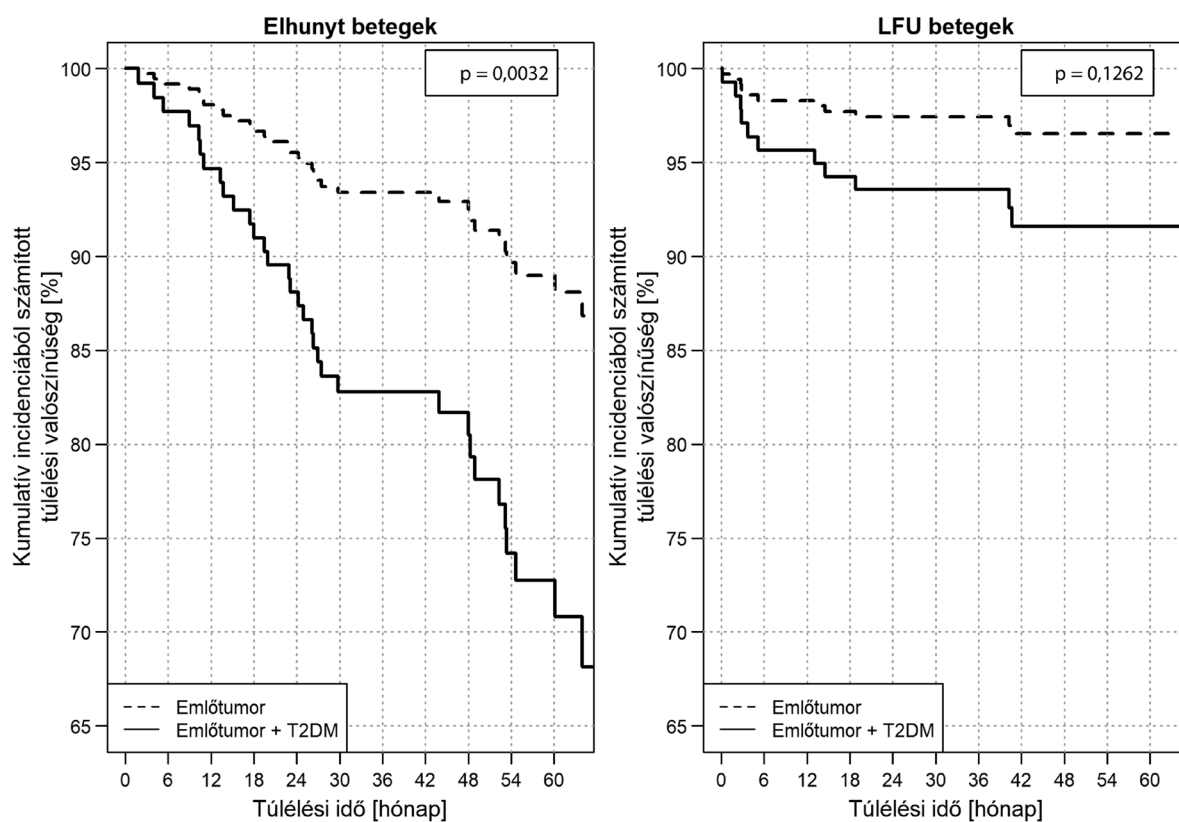 Elhunyt betegek
p = 0,0032
Kumulatív incidenciából számított
túlélési valószínűség [%]
100
95
90
85
80
75
70
65
Emlőtumor
Emlőtumor + T2DM
0 6 12 18 24 30 36 42 48 54 60
Túlélési idő [hónap]
LFU betegek
p = 0,1262
Kumulatív incidenciából számított
túlélési valószínűség [%]
100
95
90
85
80
75
70
65
Emlőtumor
Emlőtumor + T2DM
0 6 12 18 24 30 36 42 48 54 60
Túlélési idő [hónap]